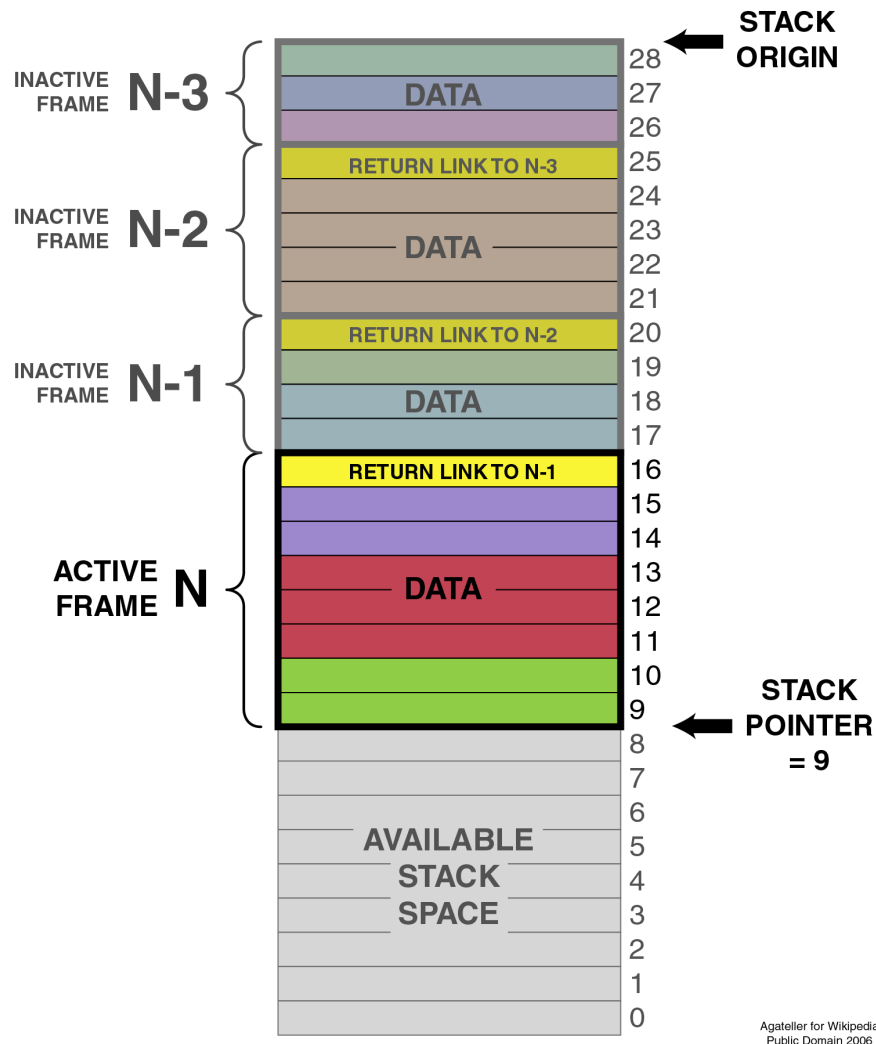 STACK
ORIGIN
28
INACTIVE
FRAME N-3
DATA
27
26
RETURN LINK TO N-3
25
24
INACTIVE
FRAME N-2
23
DATA
22
21
RETURN LINK TO N-2
20
19
INACTIVE
FRAME N-1
DATA
18
17
RETURN LINK TO N-1
16
15
14
ACTIVE
FRAME N
13
DATA
12
11
10
9
STACK
POINTER
= 9
8
7
6
AVAILABLE
5
STACK
4
SPACE
3
2
1
0
Agateller for Wikipedia
Public Domain 2006